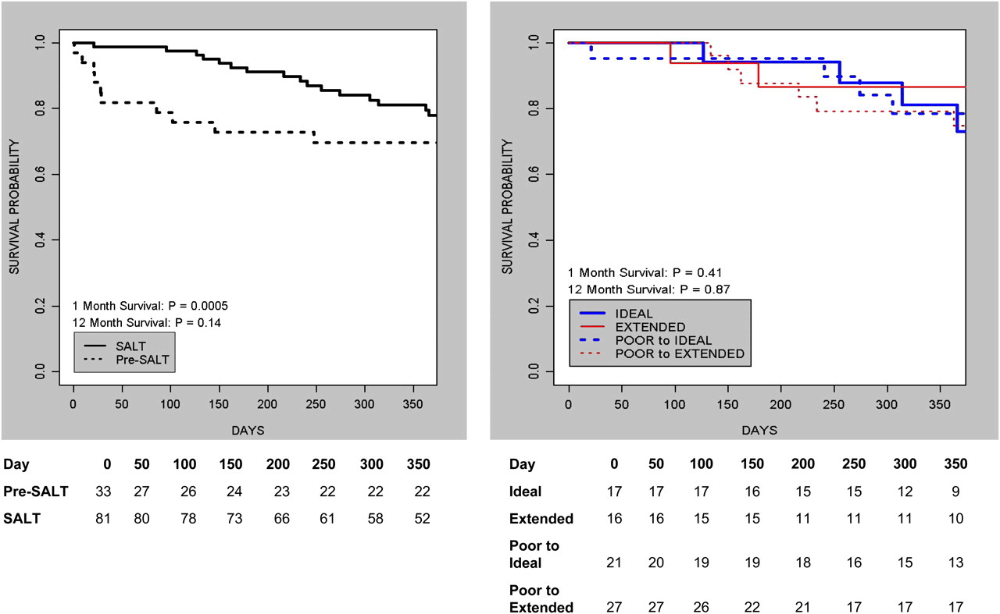 SURVIVAL PROBABILITY
1.0
0.8
0.6
0.4
0.2
0.0
1 Month Survival: P = 0.0005
12 Month Survival: P = 0.14
SALT
Pre-SALT
0 50 100 150 200 250 300 350
DAYS
Day 0 50 100 150 200 250 300 350
Pre-SALT 33 27 26 24 23 22 22 22
SALT 81 80 78 73 66 61 58 52
SURVIVAL PROBABILITY
1.0
0.8
0.6
0.4
0.2
0.0
1 Month Survival: P = 0.41
12 Month Survival: P = 0.87
IDEAL
EXTENDED
POOR to IDEAL
POOR to EXTENDED
0 50 100 150 200 250 300 350
DAYS
Day 0 50 100 150 200 250 300 350
Ideal 17 17 17 16 15 15 12 9
Extended 16 16 15 15 11 11 11 10
Poor to
Ideal 21 20 19 19 18 16 15 13
Poor to
Extended 27 27 26 22 21 17 17 17